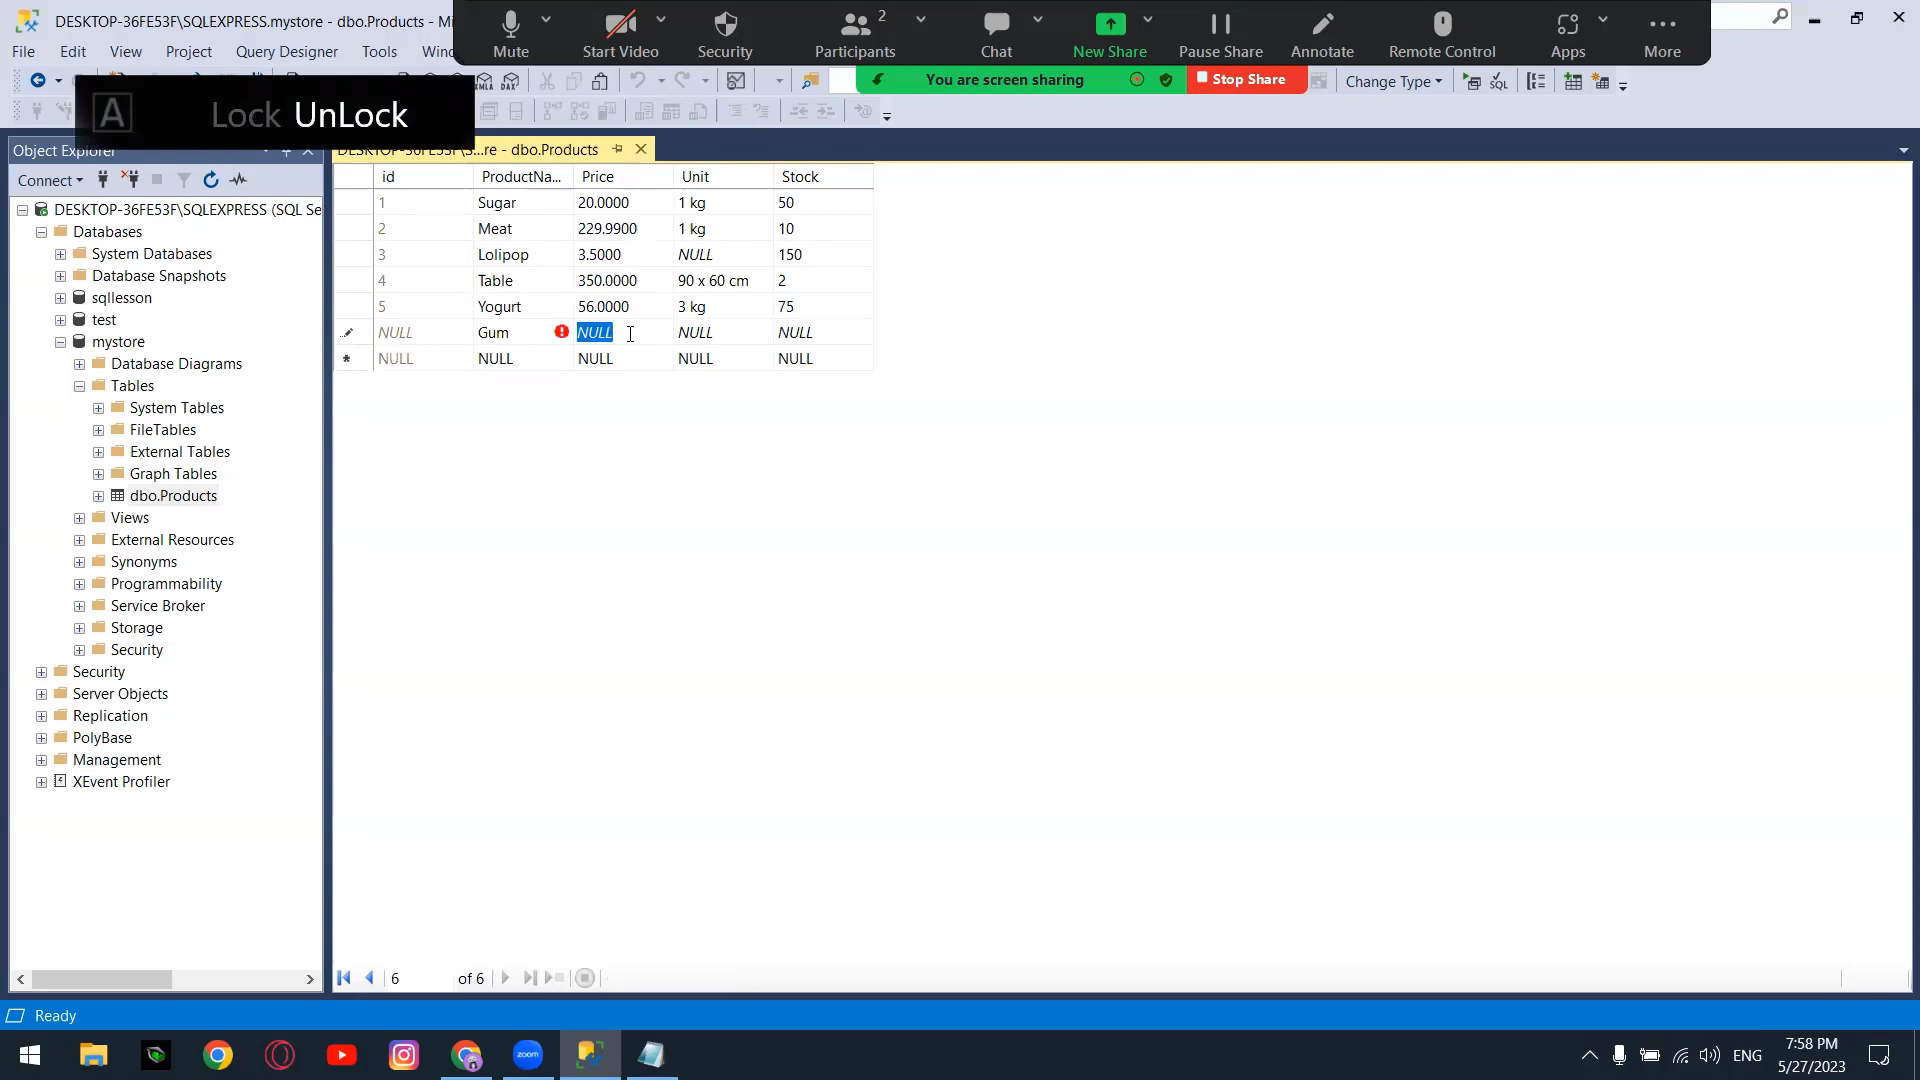 DESKTOP-36FE53F\SQLEXPRESS.mystore - dbo.Products - Mi
File Edit View Project Query Designer Tools Wind
Mute Start Video Security Participants 2 Chat New Share Pause Share Annotate Remote Control Apps More
You are screen sharing Stop Share
XMLA DAX Change Type SQL
A Lock UnLock
Object Explorer
DESKTOP-36FE53F\S...re - dbo.Products
Connect
DESKTOP-36FE53F\SQLEXPRESS (SQL Se
Databases
System Databases
Database Snapshots
sqllesson
test
mystore
Database Diagrams
Tables
System Tables
FileTables
External Tables
Graph Tables
dbo.Products
Views
External Resources
Synonyms
Programmability
Service Broker
Storage
Security
Security
Server Objects
Replication
PolyBase
Management
XEvent Profiler
id ProductNa... Price Unit Stock
1 Sugar 20.0000 1 kg 50
2 Meat 229.9900 1 kg 10
3 Lolipop 3.5000 NULL 150
4 Table 350.0000 90 x 60 cm 2
5 Yogurt 56.0000 3 kg 75
NULL Gum NULL NULL NULL
* NULL NULL NULL NULL NULL
6 of 6
Ready
zoom
ENG
7:58 PM
5/27/2023